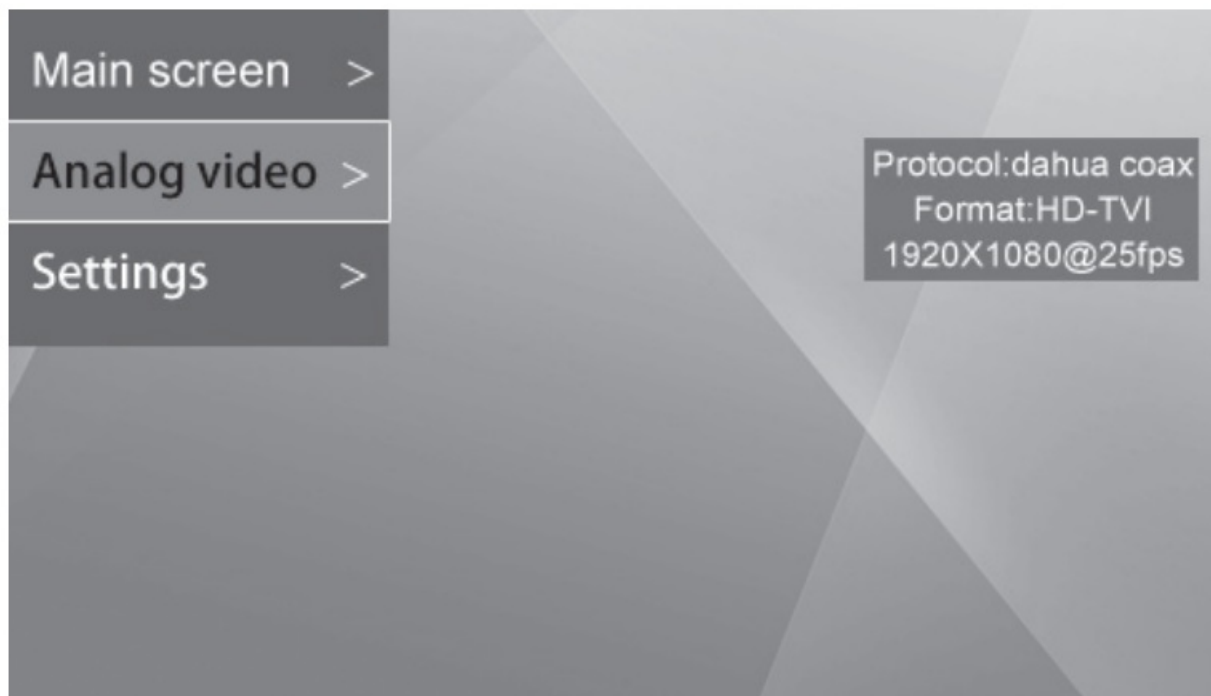 Main screen >
Analog video >
Settings >
Protocol:dahua coax
Format:HD-TVI
1920X1080@25fps